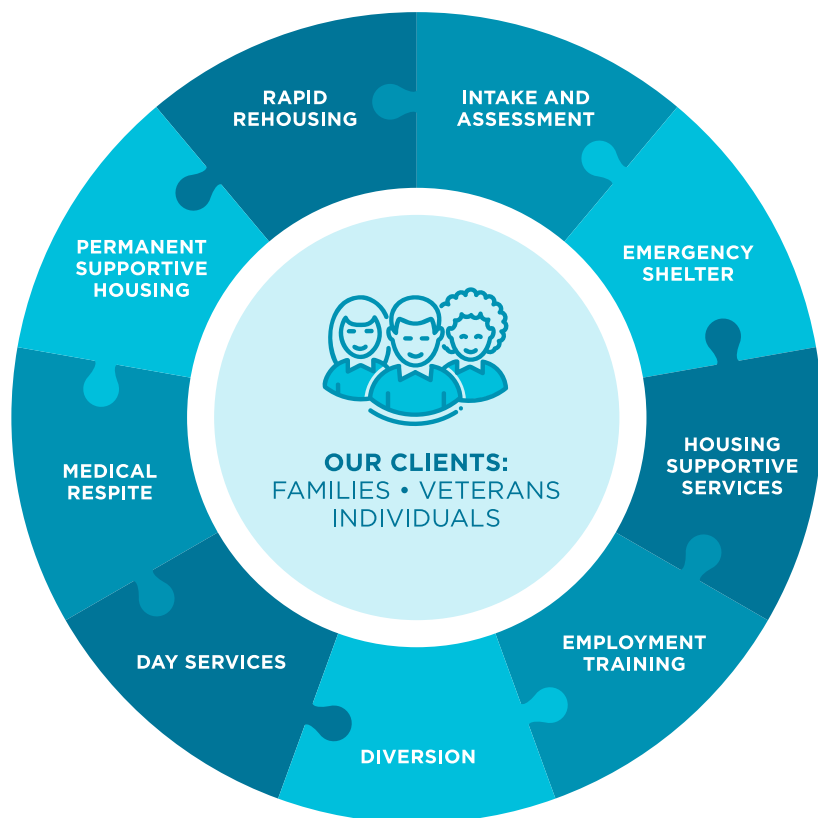 RAPID
REHOUSING
INTAKE AND
ASSESSMENT
EMERGENCY
SHELTER
HOUSING
SUPPORTIVE
SERVICES
EMPLOYMENT
TRAINING
DIVERSION
DAY SERVICES
MEDICAL
RESPITE
PERMANENT
SUPPORTIVE
HOUSING
OUR CLIENTS:
FAMILIES • VETERANS
INDIVIDUALS